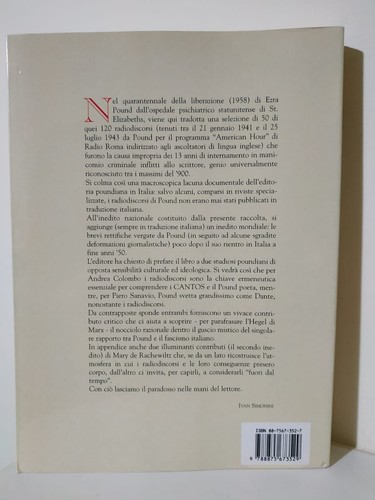 Nel quarantennale della liberazione (1958) di Ezra
Pound dall'ospedale psichiatrico statunitense di St.
Elizabeths, viene qui tradotta una selezione di 50 di
quei 120 radiodiscorsi (tenuti tra il 21 gennaio 1941 e il 25
luglio 1943 da Pound per il programma "American Hour" di
Radio Roma indirizzato agli ascoltatori di lingua inglese) che
furono la causa impropria dei 13 anni di internamento in mani-
comio criminale inflitti allo scrittore, genio universalmente
riconosciuto tra i massimi del '900.
Si colma così una macroscopica lacuna documentale dell'edito-
ria poundiana in Italia: salvo alcuni, comparsi in riviste specia-
lizzate, i radiodiscorsi di Pound non erano mai stati pubblicati in
traduzione italiana.
All'inedito nazionale costituito dalla presente raccolta, si
aggiunge (sempre in traduzione italiana) un inedito mondiale: le
brevi rettifiche vergate da Pound (in seguito ad alcune sgradite
deformazioni giornalistiche) poco dopo il suo rientro in Italia a
fine anni '50.
L'editore ha chiesto di prefare il libro a due studiosi poundiani di
opposta sensibilità culturale ed ideologica. Si vedrà così che per
Andrea Colombo i radiodiscorsi sono la chiave ermeneutica
essenziale per comprendere i CANTOS e il Pound poeta, men-
tre, per Piero Sanavio, Pound svetta grandissimo come Dante,
nonostante i radiodiscorsi.
Da contrapposte sponde entrambi forniscono un vivace contri-
buto critico che ci aiuta a scoprire - per parafrasare l'Hegel di
Marx - il nocciolo razionale dentro il guscio mistico del singola-
re rapporto tra Pound e il fascismo italiano.
In appendice anche due illuminanti contributi (il secondo ine-
dito) di Mary de Rachewiltz che, se da un lato ricostruisce l'at-
mosfera in cui i radiodiscorsi e le loro conseguenze presero
corpo, dall'altro ci invita, per capirli, a considerarli "fuori dal
tempo".
Con ciò lasciamo il paradosso nelle mani del lettore.
IVAN SIMONINI
ISBN 88-7567-352-7
9 788875 673529